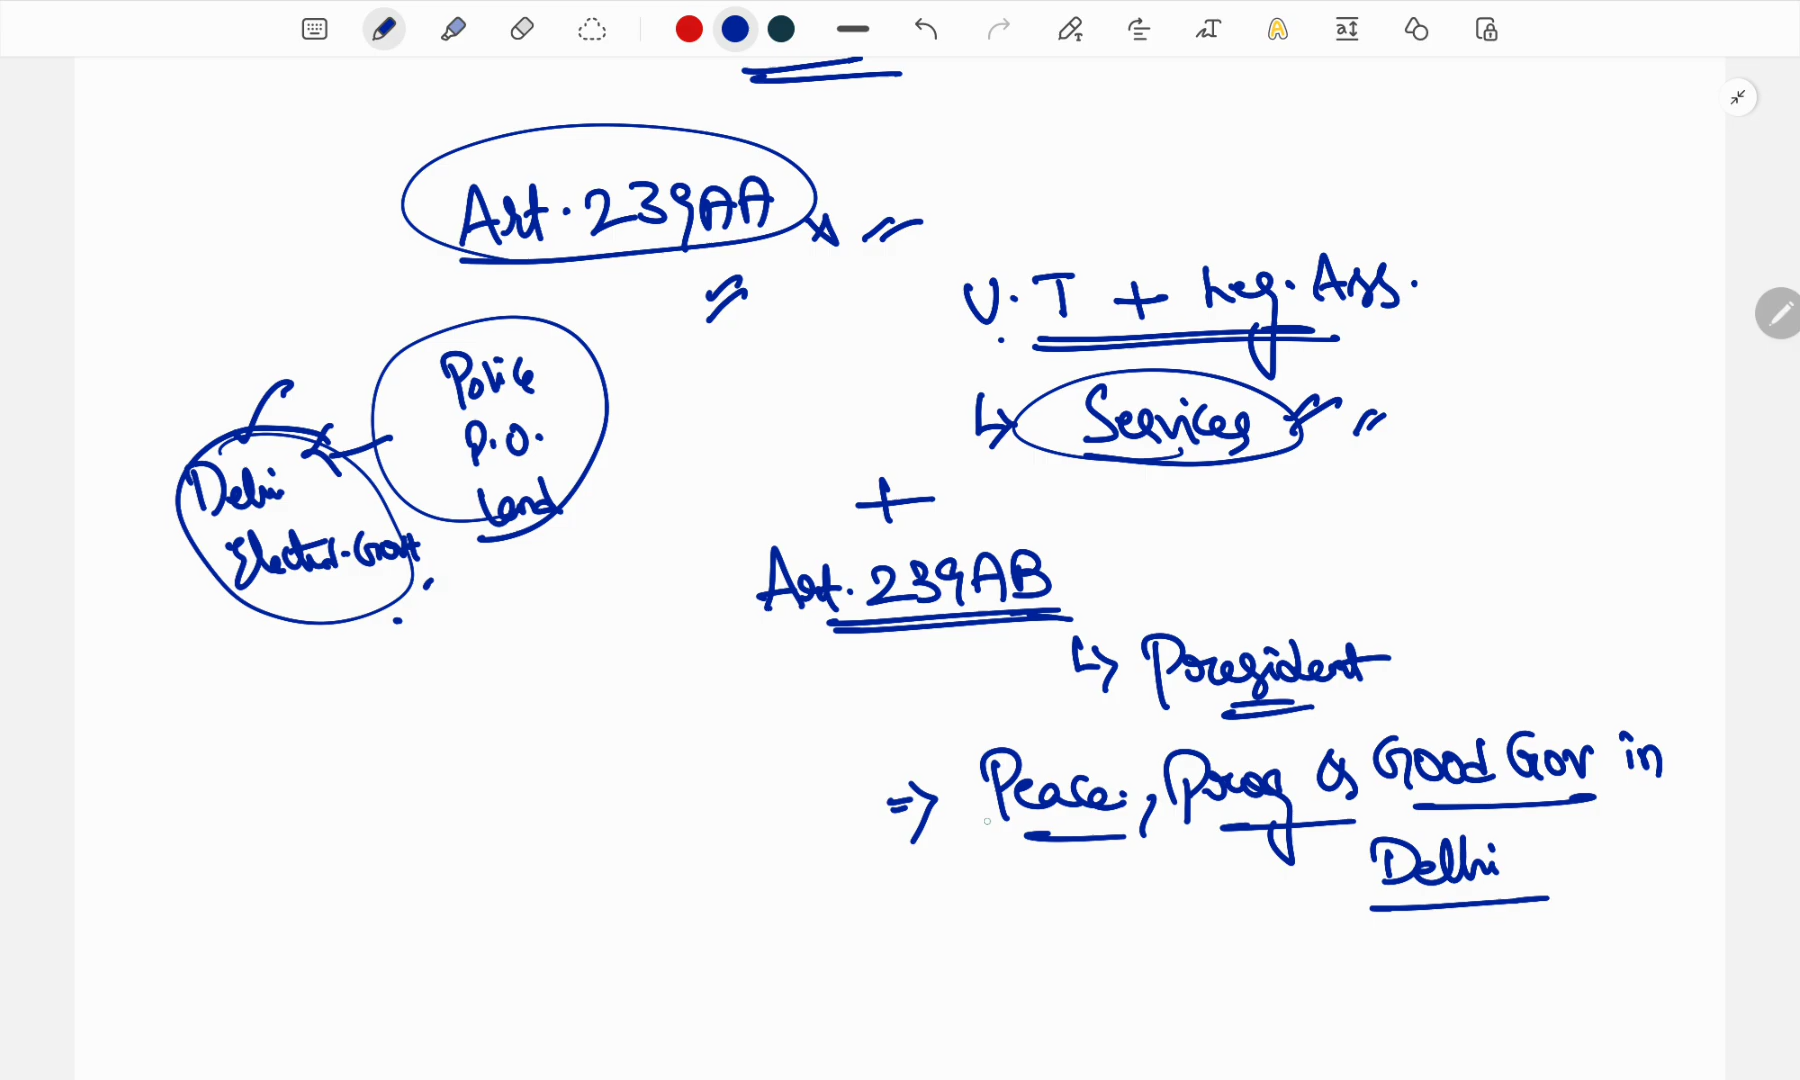 Art. 239AA
U.T + Leg. Ass.
Services
Police
P.O.
Land
Delhi
Elected Govt.
+
Art. 239AB
↳ President
⇒ Peace, Prog & Good Gov in
Delhi